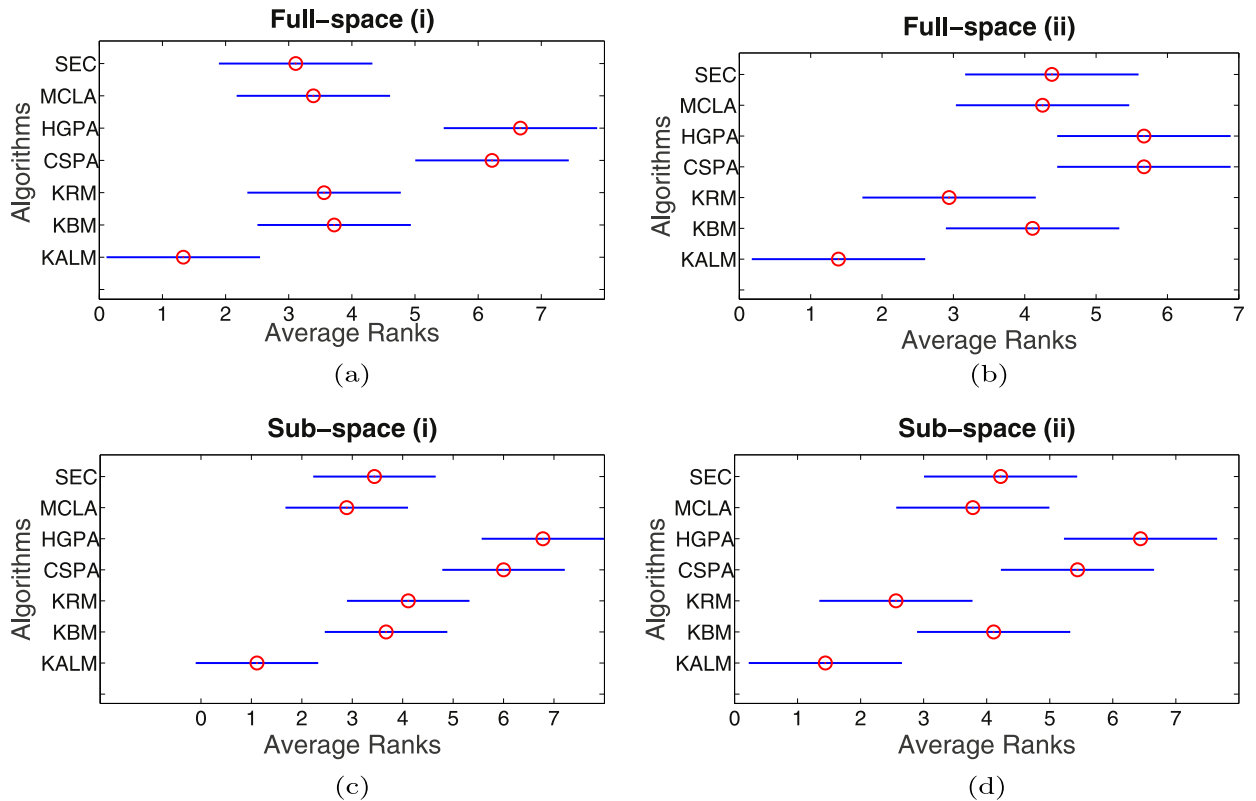 Full-space (i)
SEC
MCLA
HGPA
CSPA
KRM
KBM
KALM
Algorithms
0 1 2 3 4 5 6 7
Average Ranks
(a)
Full-space (ii)
SEC
MCLA
HGPA
CSPA
KRM
KBM
KALM
Algorithms
0 1 2 3 4 5 6 7
Average Ranks
(b)
Sub-space (i)
SEC
MCLA
HGPA
CSPA
KRM
KBM
KALM
Algorithms
0 1 2 3 4 5 6 7
Average Ranks
(c)
Sub-space (ii)
SEC
MCLA
HGPA
CSPA
KRM
KBM
KALM
Algorithms
0 1 2 3 4 5 6 7
Average Ranks
(d)